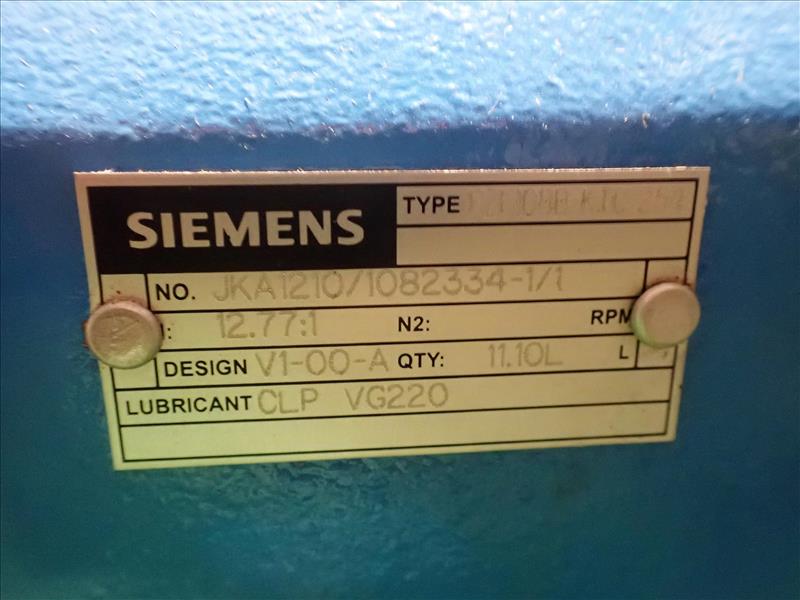 SIEMENS
TYPE
NO. JKA1210/1082334-1/1
: 12.77:1 N2: RPM
DESIGN V1-00-A QTY: 11.10L L
LUBRICANT CLP VG220